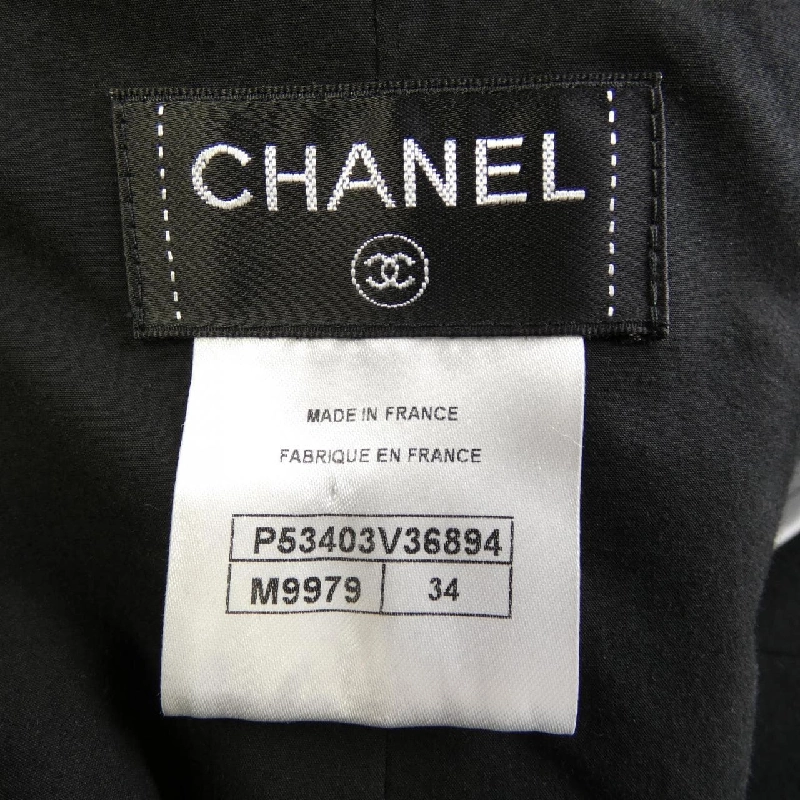 CHANEL
MADE IN FRANCE
FABRIQUE EN FRANCE
P53403V36894
M9979 34